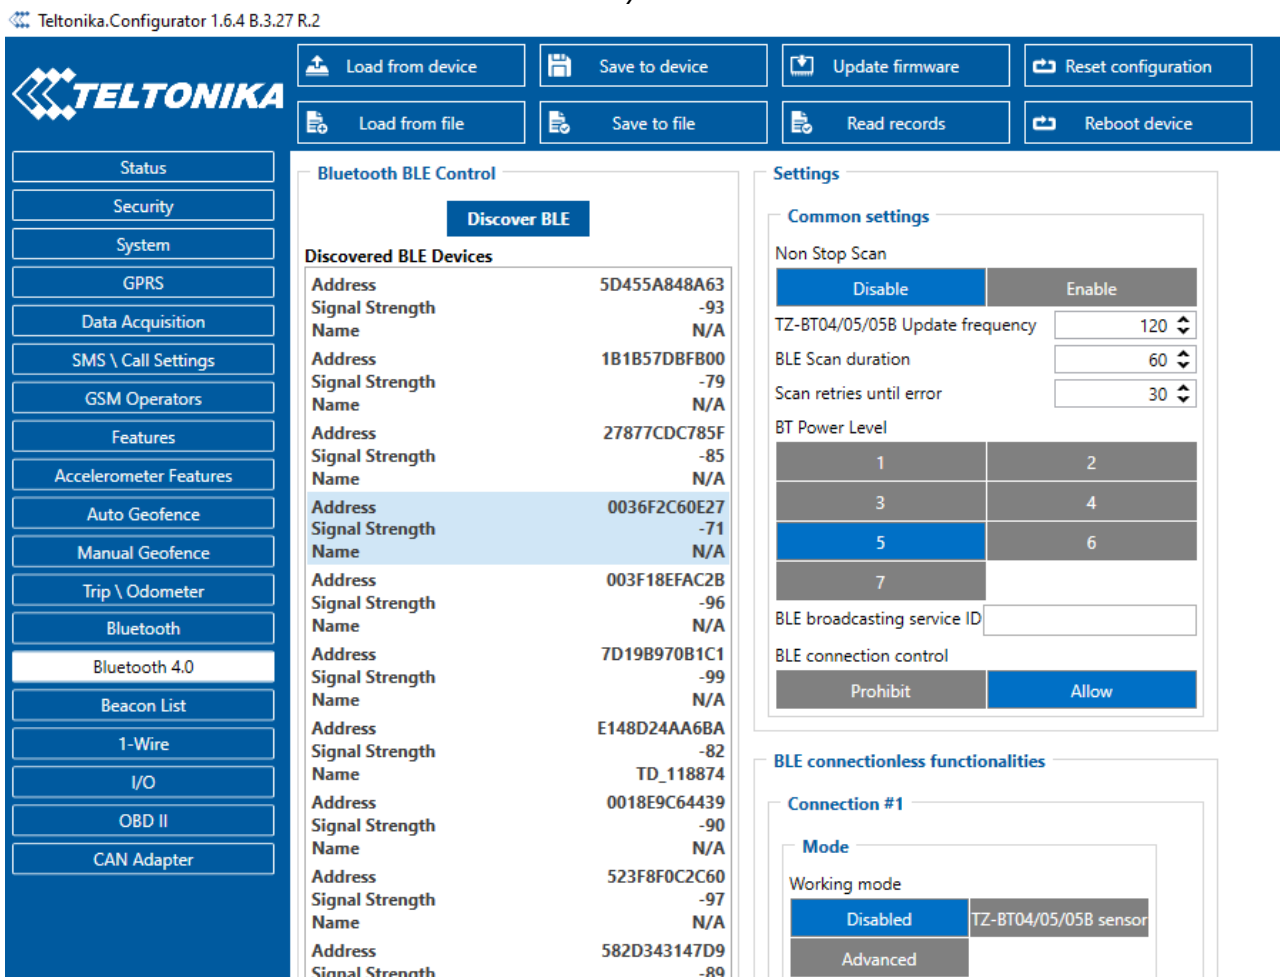 Teltonika.Configurator 1.6.4 B.3.27 R.2
TELTONIKA
Load from device
Save to device
Update firmware
Reset configuration
Load from file
Save to file
Read records
Reboot device
Status
Security
System
GPRS
Data Acquisition
SMS \ Call Settings
GSM Operators
Features
Accelerometer Features
Auto Geofence
Manual Geofence
Trip \ Odometer
Bluetooth
Bluetooth 4.0
Beacon List
1-Wire
I/O
OBD II
CAN Adapter
Bluetooth BLE Control
Discover BLE
Discovered BLE Devices
Address 5D455A848A63
Signal Strength -93
Name N/A
Address 1B1B57DBFB00
Signal Strength -79
Name N/A
Address 27877CDC785F
Signal Strength -85
Name N/A
Address 0036F2C60E27
Signal Strength -71
Name N/A
Address 003F18EFAC2B
Signal Strength -96
Name N/A
Address 7D19B970B1C1
Signal Strength -99
Name N/A
Address E148D24AA6BA
Signal Strength -82
Name TD_118874
Address 0018E9C64439
Signal Strength -90
Name N/A
Address 523F8F0C2C60
Signal Strength -97
Name N/A
Address 582D343147D9
Signal Strength -89
Settings
Common settings
Non Stop Scan
Disable Enable
TZ-BT04/05/05B Update frequency 120
BLE Scan duration 60
Scan retries until error 30
BT Power Level
1 2
3 4
5 6
7
BLE broadcasting service ID
BLE connection control
Prohibit Allow
BLE connectionless functionalities
Connection #1
Mode
Working mode
Disabled TZ-BT04/05/05B sensor
Advanced